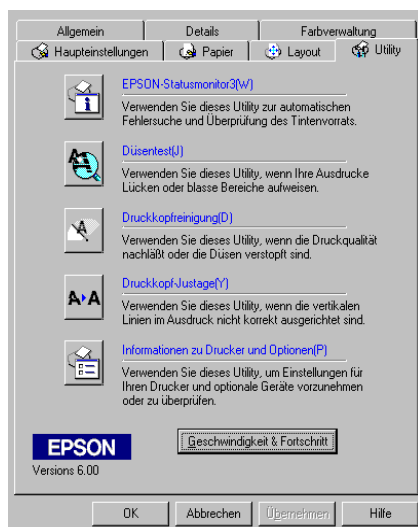 Allgemein Details Farbverwaltung
Haupteinstellungen Papier Layout Utility
EPSON-Statusmonitor3(W)
Verwenden Sie dieses Utility zur automatischen
Fehlersuche und Überprüfung des Tintenvorrats.
Düsentest(J)
Verwenden Sie dieses Utility, wenn Ihre Ausdrucke
Lücken oder blasse Bereiche aufweisen.
Druckkopfreinigung(D)
Verwenden Sie dieses Utility, wenn die Druckqualität
nachläßt oder die Düsen verstopft sind.
Druckkopf-Justage(Y)
Verwenden Sie dieses Utility, wenn die vertikalen
Linien im Ausdruck nicht korrekt ausgerichtet sind.
Informationen zu Drucker und Optionen(P)
Verwenden Sie dieses Utility, um Einstellungen für
Ihren Drucker und optionale Geräte vorzunehmen
oder zu überprüfen.
EPSON
Geschwindigkeit & Fortschritt
Versions 6.00
OK Abbrechen Übernehmen Hilfe